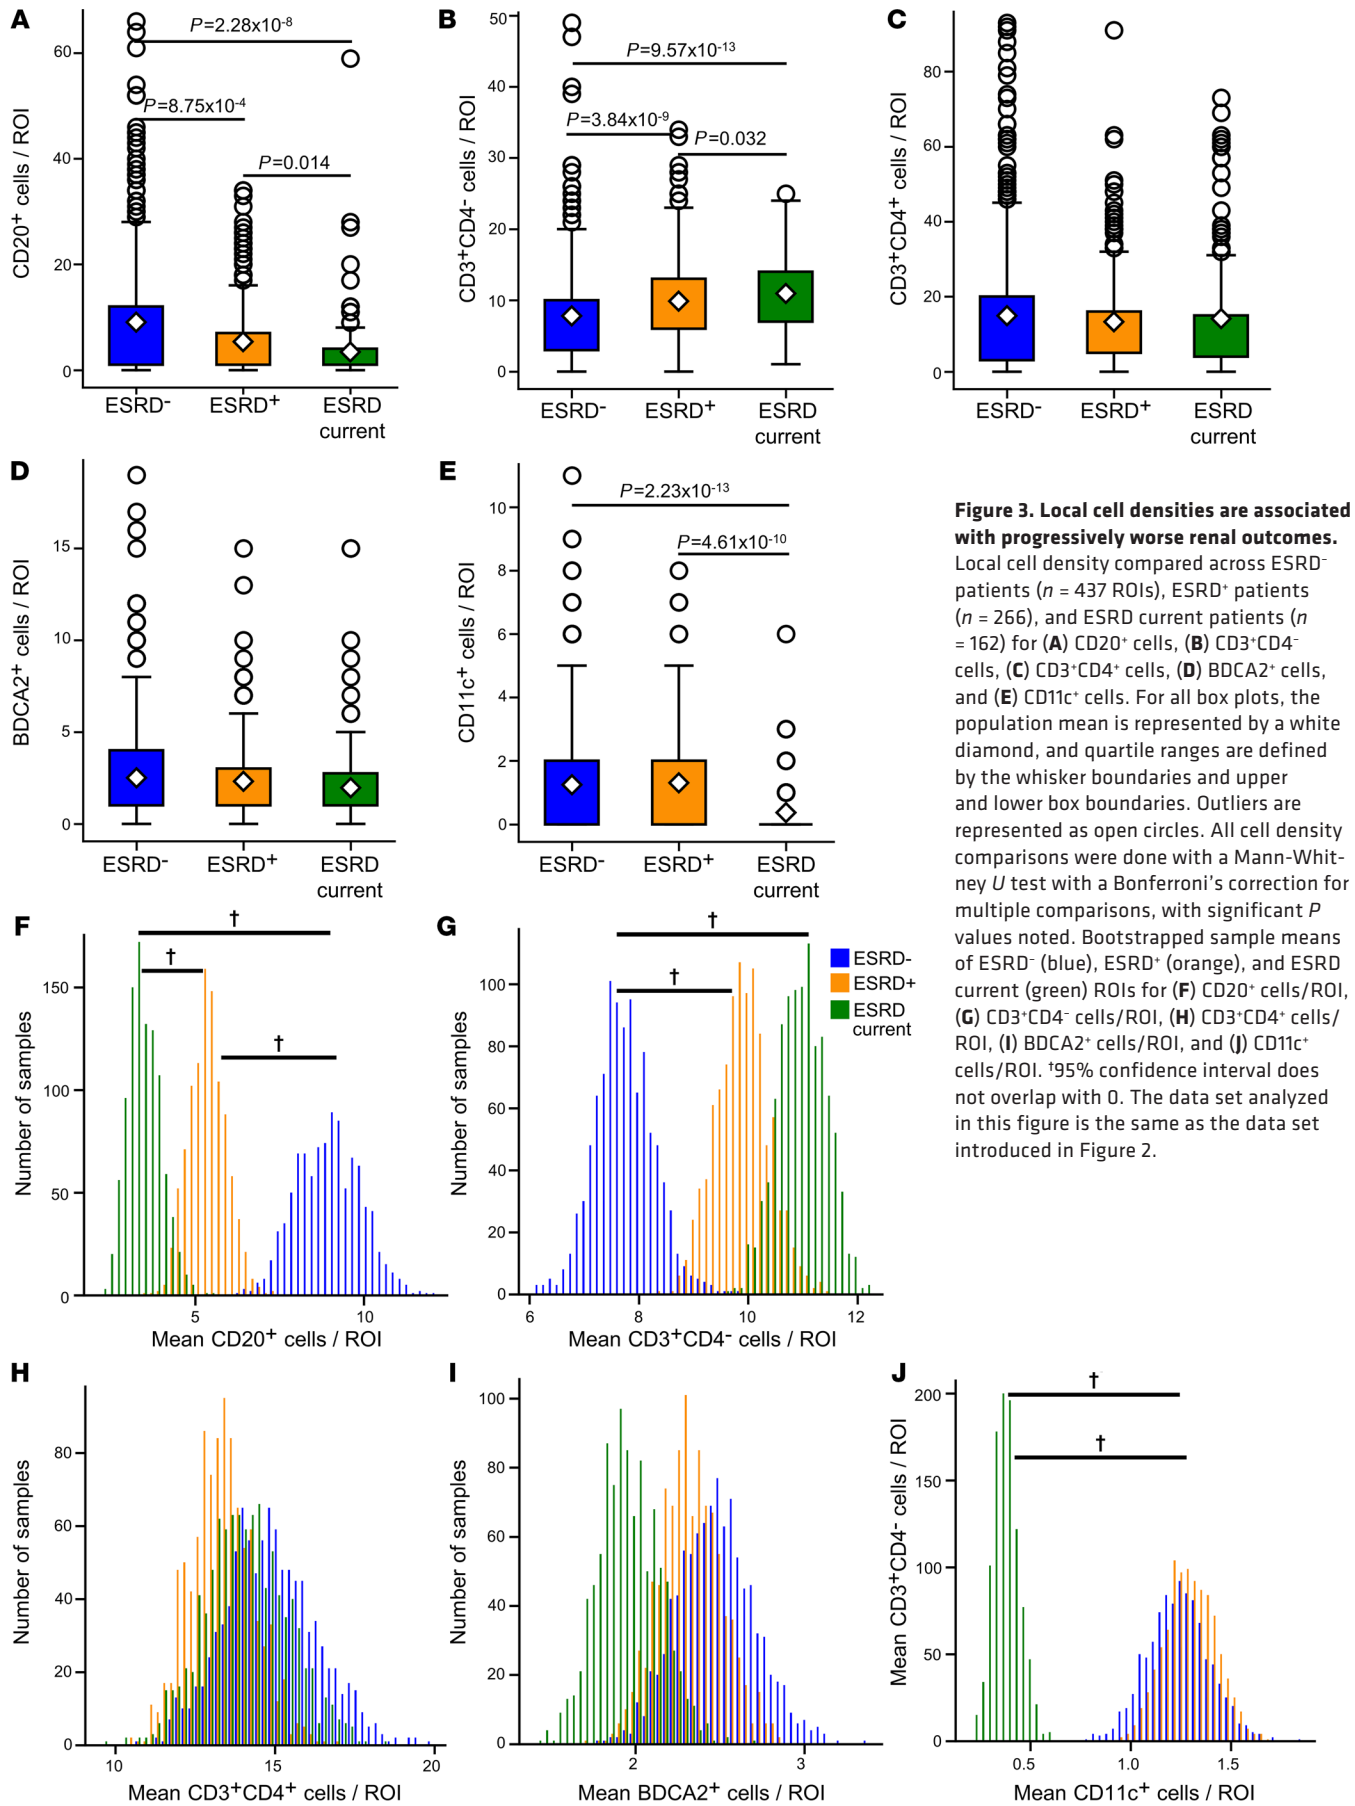 A
CD20+ cells / ROI
60
40
20
0
P=2.28x10-8
P=8.75x10-4
P=0.014
ESRD-
ESRD+
ESRD
current
B
CD3+CD4- cells / ROI
50
40
30
20
10
0
P=9.57x10-13
P=3.84x10-9
P=0.032
ESRD-
ESRD+
ESRD
current
C
CD3+CD4+ cells / ROI
80
60
40
20
0
ESRD-
ESRD+
ESRD
current
D
BDCA2+ cells / ROI
15
10
5
0
ESRD-
ESRD+
ESRD
current
E
CD11c+ cells / ROI
10
8
6
4
2
0
P=2.23x10-13
P=4.61x10-10
ESRD-
ESRD+
ESRD
current
Figure 3. Local cell densities are associated
with progressively worse renal outcomes.
Local cell density compared across ESRD-
patients (n = 437 ROIs), ESRD+ patients
(n = 266), and ESRD current patients (n
= 162) for (A) CD20+ cells, (B) CD3+CD4-
cells, (C) CD3+CD4+ cells, (D) BDCA2+ cells,
and (E) CD11c+ cells. For all box plots, the
population mean is represented by a white
diamond, and quartile ranges are defined
by the whisker boundaries and upper
and lower box boundaries. Outliers are
represented as open circles. All cell density
comparisons were done with a Mann-Whit-
ney U test with a Bonferroni's correction for
multiple comparisons, with significant P
values noted. Bootstrapped sample means
of ESRD- (blue), ESRD+ (orange), and ESRD
current (green) ROIs for (F) CD20+ cells/ROI,
(G) CD3+CD4- cells/ROI, (H) CD3+CD4+ cells/
ROI, (I) BDCA2+ cells/ROI, and (J) CD11c+
cells/ROI. †95% confidence interval does
not overlap with 0. The data set analyzed
in this figure is the same as the data set
introduced in Figure 2.
F
Number of samples
150
100
50
0
†
†
†
5
10
Mean CD20+ cells / ROI
G
Number of samples
100
80
60
40
20
0
†
†
ESRD-
ESRD+
ESRD
current
6
8
10
12
Mean CD3+CD4- cells / ROI
H
Number of samples
80
60
40
20
0
10
15
20
Mean CD3+CD4+ cells / ROI
I
Number of samples
100
80
60
40
20
0
2
3
Mean BDCA2+ cells / ROI
J
Mean CD3+CD4- cells / ROI
200
150
100
50
0
†
†
0.5
1.0
1.5
Mean CD11c+ cells / ROI